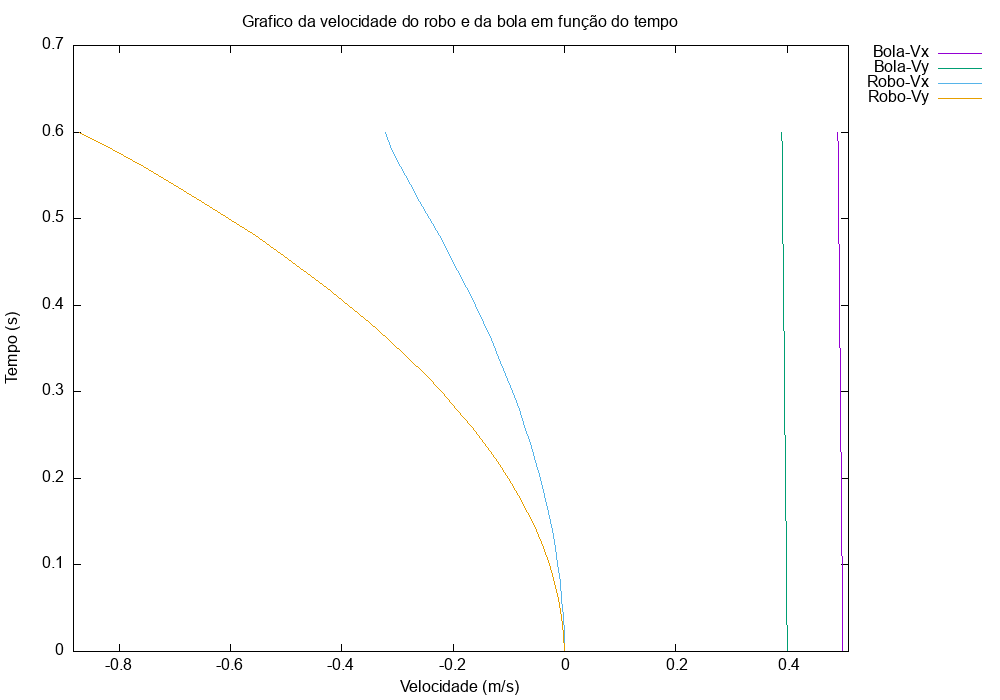 Grafico da velocidade do robo e da bola em função do tempo
Bola-Vx
Bola-Vy
Robo-Vx
Robo-Vy
0.7
0.6
0.5
0.4
0.3
0.2
0.1
0
Tempo (s)
-0.8 -0.6 -0.4 -0.2 0 0.2 0.4
Velocidade (m/s)